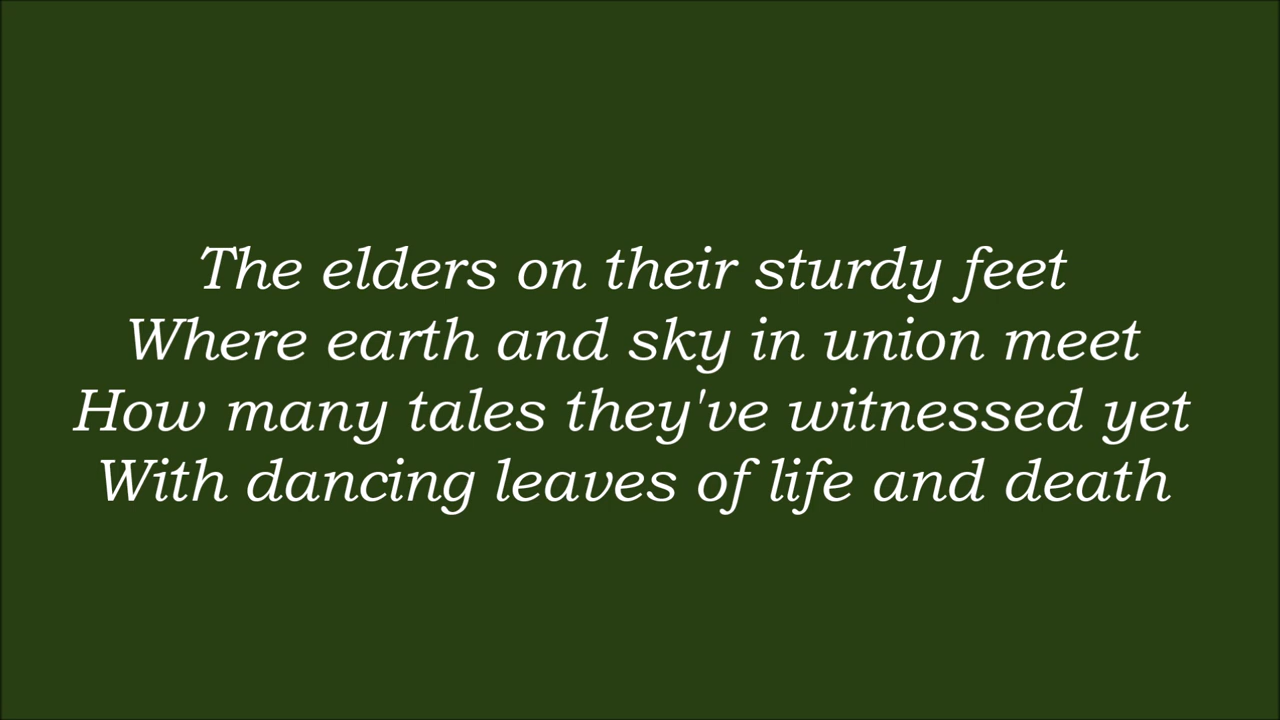 The elders on their sturdy feet
Where earth and sky in union meet
How many tales they've witnessed yet
With dancing leaves of life and death